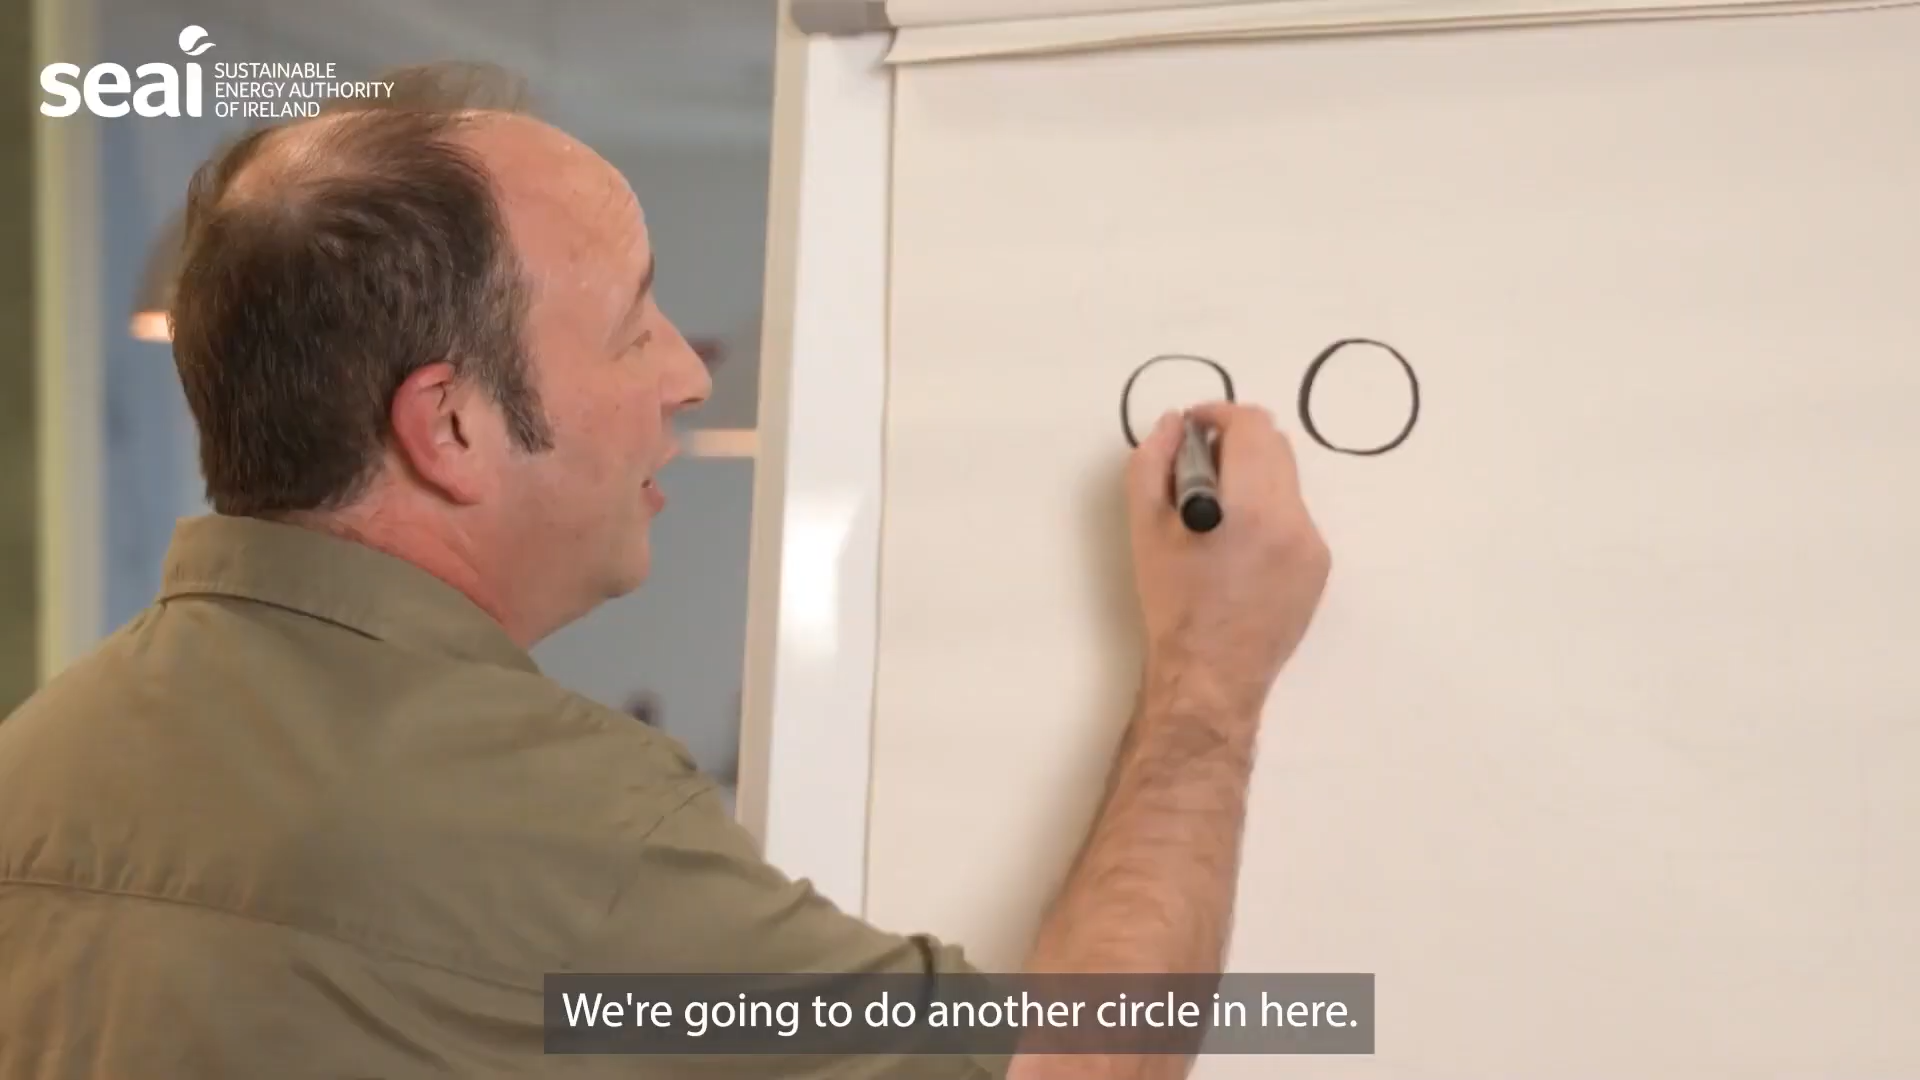 seai
SUSTAINABLE
ENERGY AUTHORITY
OF IRELAND
We're going to do another circle in here.